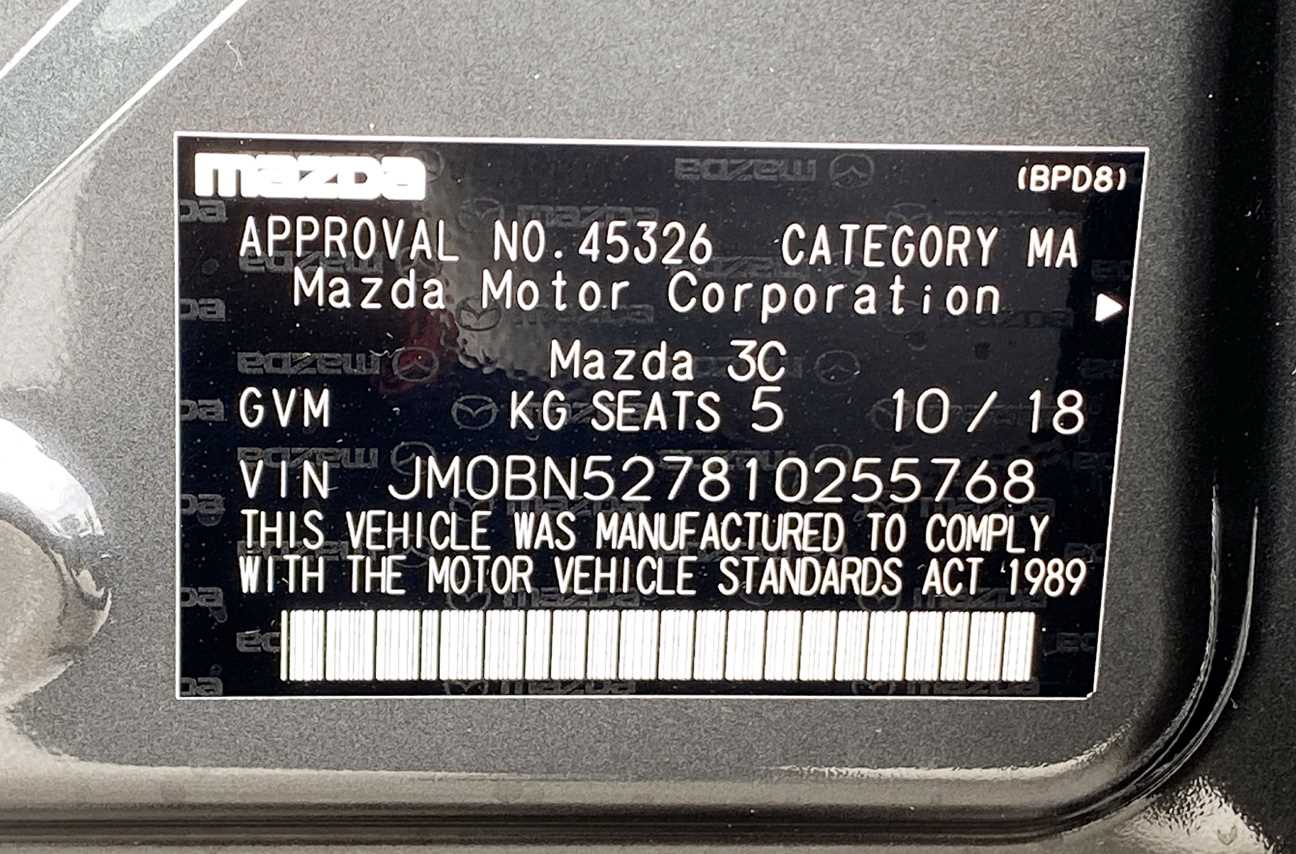 mazda (BPD8)
APPROVAL NO.45326 CATEGORY MA
Mazda Motor Corporation
Mazda 3C
GVM KG SEATS 5 10/18
VIN JM0BN527810255768
THIS VEHICLE WAS MANUFACTURED TO COMPLY
WITH THE MOTOR VEHICLE STANDARDS ACT 1989